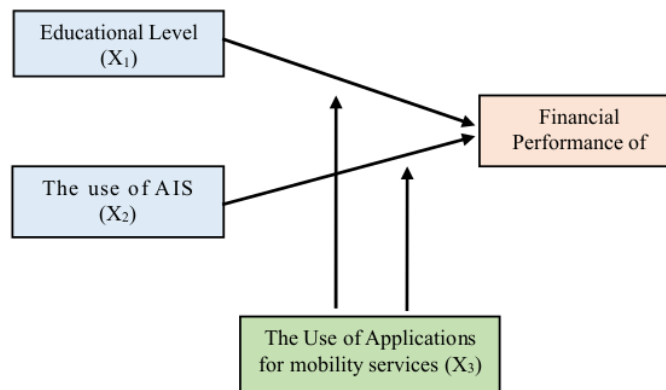 Educational Level
(X₁)
Financial
Performance of
The use of AIS
(X₂)
The Use of Applications
for mobility services (X₃)